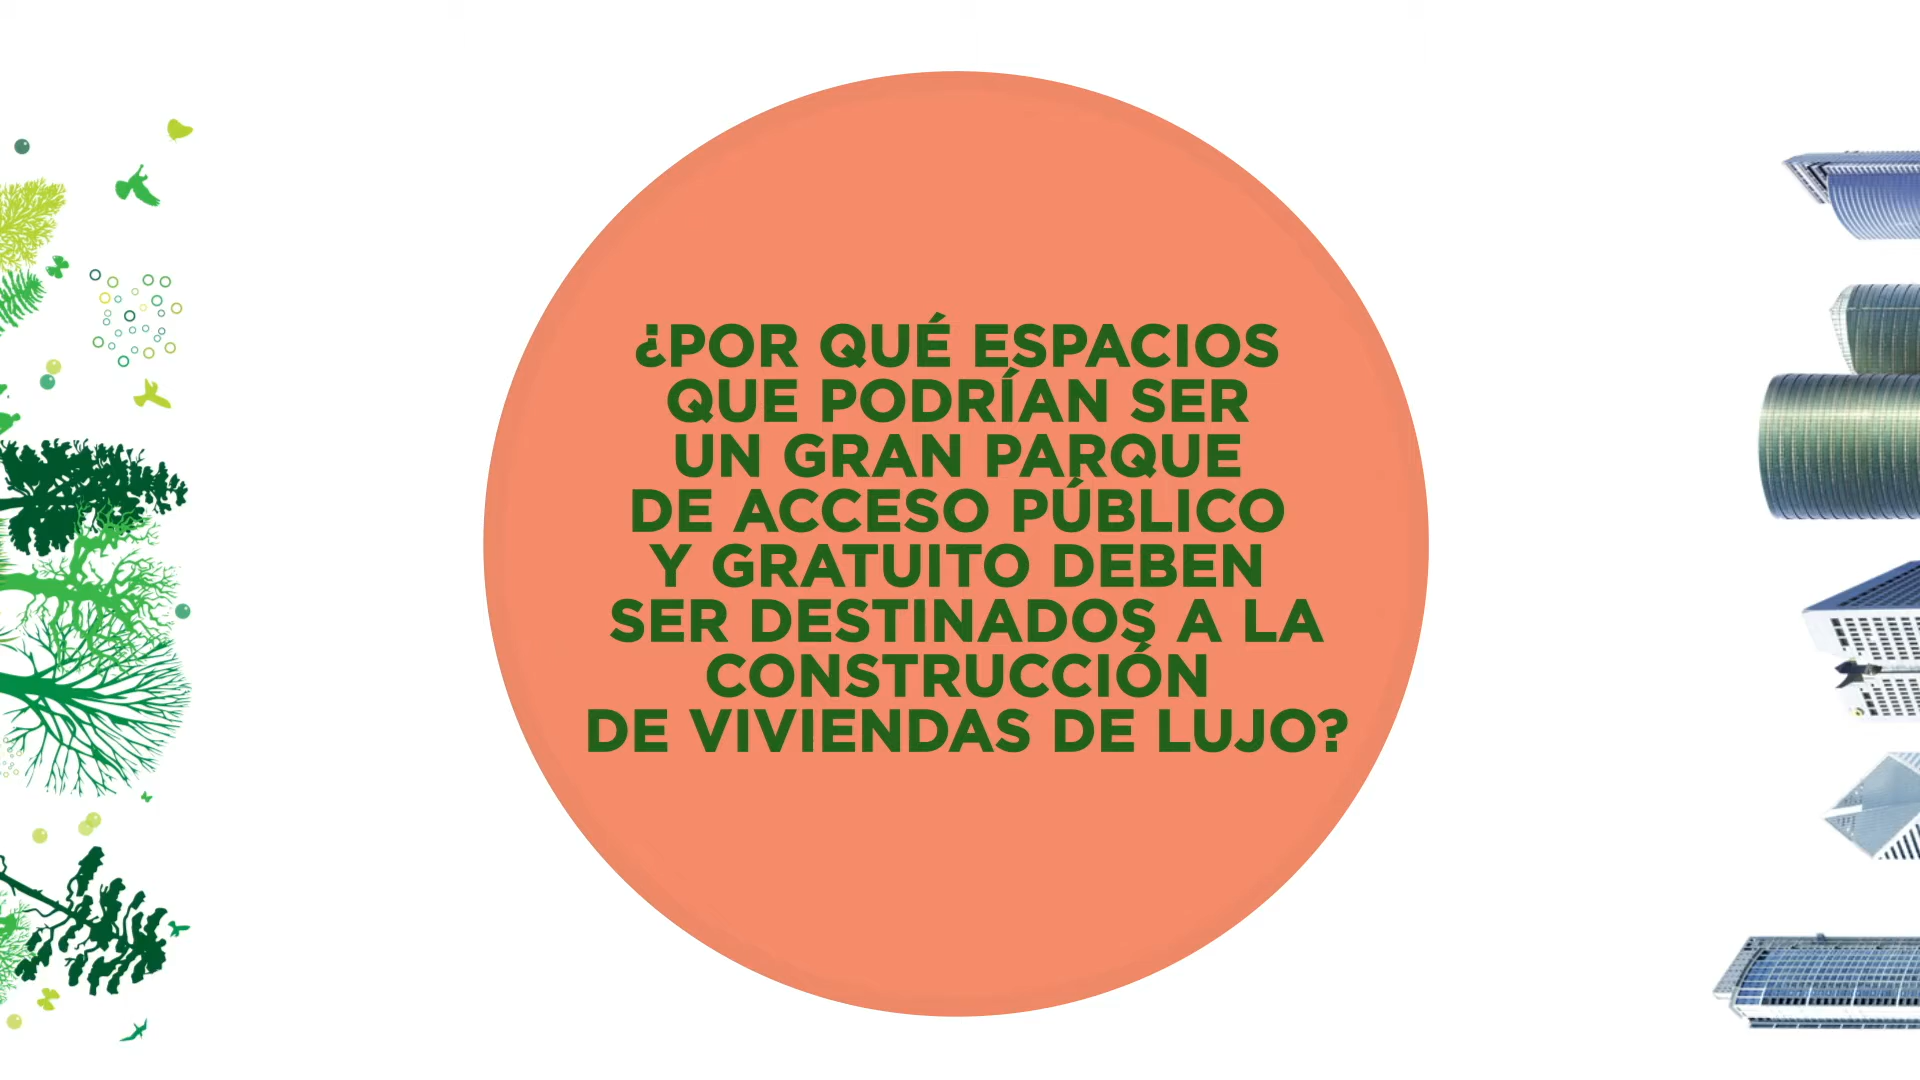 ¿POR QUÉ ESPACIOS
QUE PODRÍAN SER
UN GRAN PARQUE
DE ACCESO PÚBLICO
Y GRATUITO DEBEN
SER DESTINADOS A LA
CONSTRUCCIÓN
DE VIVIENDAS DE LUJO?